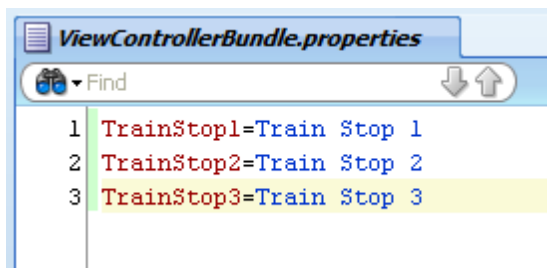 ViewControllerBundle.properties
Find
1 TrainStop1=Train Stop 1
2 TrainStop2=Train Stop 2
3 TrainStop3=Train Stop 3